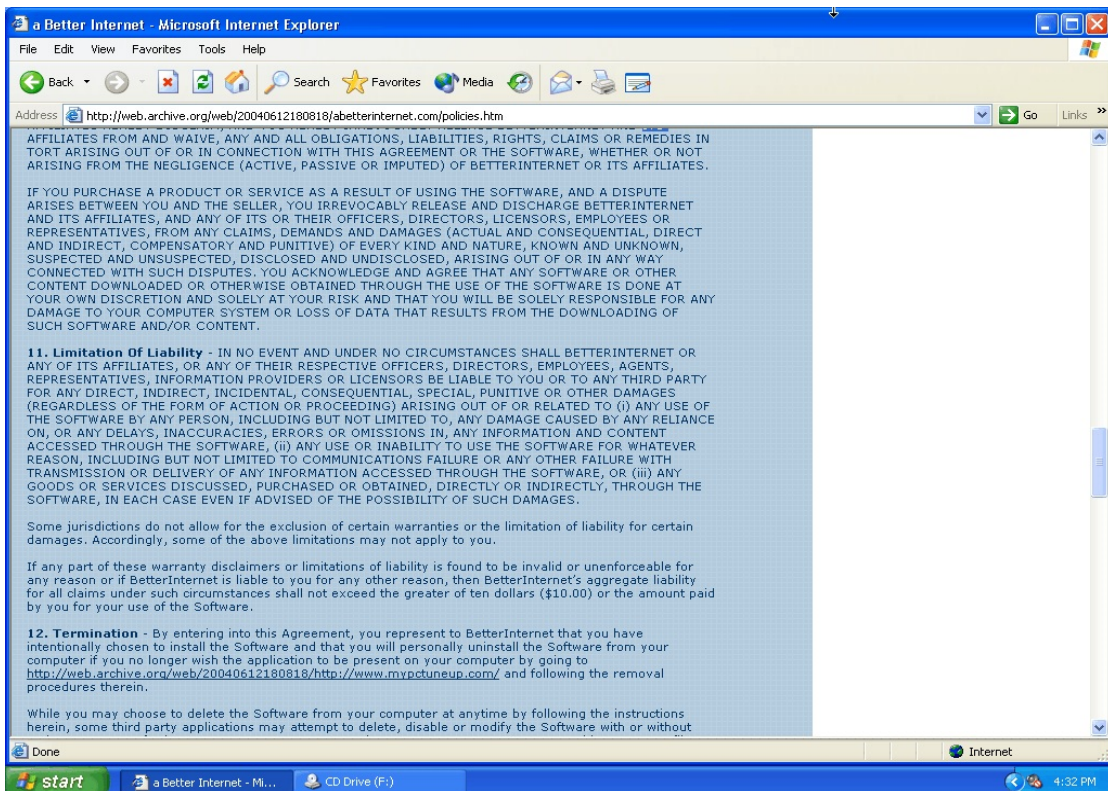 a Better Internet - Microsoft Internet Explorer
File Edit View Favorites Tools Help
Back Search Favorites Media
Address http://web.archive.org/web/20040612180818/abetterinternet.com/policies.htm Go Links »
AFFILIATES FROM AND WAIVE, ANY AND ALL OBLIGATIONS, LIABILITIES, RIGHTS, CLAIMS OR REMEDIES IN
TORT ARISING OUT OF OR IN CONNECTION WITH THIS AGREEMENT OR THE SOFTWARE, WHETHER OR NOT
ARISING FROM THE NEGLIGENCE (ACTIVE, PASSIVE OR IMPUTED) OF BETTERINTERNET OR ITS AFFILIATES.
IF YOU PURCHASE A PRODUCT OR SERVICE AS A RESULT OF USING THE SOFTWARE, AND A DISPUTE
ARISES BETWEEN YOU AND THE SELLER, YOU IRREVOCABLY RELEASE AND DISCHARGE BETTERINTERNET
AND ITS AFFILIATES, AND ANY OF ITS OR THEIR OFFICERS, DIRECTORS, LICENSORS, EMPLOYEES OR
REPRESENTATIVES, FROM ANY CLAIMS, DEMANDS AND DAMAGES (ACTUAL AND CONSEQUENTIAL, DIRECT
AND INDIRECT, COMPENSATORY AND PUNITIVE) OF EVERY KIND AND NATURE, KNOWN AND UNKNOWN,
SUSPECTED AND UNSUSPECTED, DISCLOSED AND UNDISCLOSED, ARISING OUT OF OR IN ANY WAY
CONNECTED WITH SUCH DISPUTES. YOU ACKNOWLEDGE AND AGREE THAT ANY SOFTWARE OR OTHER
CONTENT DOWNLOADED OR OTHERWISE OBTAINED THROUGH THE USE OF THE SOFTWARE IS DONE AT
YOUR OWN DISCRETION AND SOLELY AT YOUR RISK AND THAT YOU WILL BE SOLELY RESPONSIBLE FOR ANY
DAMAGE TO YOUR COMPUTER SYSTEM OR LOSS OF DATA THAT RESULTS FROM THE DOWNLOADING OF
SUCH SOFTWARE AND/OR CONTENT.
11. Limitation Of Liability - IN NO EVENT AND UNDER NO CIRCUMSTANCES SHALL BETTERINTERNET OR
ANY OF ITS AFFILIATES, OR ANY OF THEIR RESPECTIVE OFFICERS, DIRECTORS, EMPLOYEES, AGENTS,
REPRESENTATIVES, INFORMATION PROVIDERS OR LICENSORS BE LIABLE TO YOU OR TO ANY THIRD PARTY
FOR ANY DIRECT, INDIRECT, INCIDENTAL, CONSEQUENTIAL, SPECIAL, PUNITIVE OR OTHER DAMAGES
(REGARDLESS OF THE FORM OF ACTION OR PROCEEDING) ARISING OUT OF OR RELATED TO (i) ANY USE OF
THE SOFTWARE BY ANY PERSON, INCLUDING BUT NOT LIMITED TO, ANY DAMAGE CAUSED BY ANY RELIANCE
ON, OR ANY DELAYS, INACCURACIES, ERRORS OR OMISSIONS IN, ANY INFORMATION AND CONTENT
ACCESSED THROUGH THE SOFTWARE, (ii) ANY USE OR INABILITY TO USE THE SOFTWARE FOR WHATEVER
REASON, INCLUDING BUT NOT LIMITED TO COMMUNICATIONS FAILURE OR ANY OTHER FAILURE WITH
TRANSMISSION OR DELIVERY OF ANY INFORMATION ACCESSED THROUGH THE SOFTWARE, OR (iii) ANY
GOODS OR SERVICES DISCUSSED, PURCHASED OR OBTAINED, DIRECTLY OR INDIRECTLY, THROUGH THE
SOFTWARE, IN EACH CASE EVEN IF ADVISED OF THE POSSIBILITY OF SUCH DAMAGES.
Some jurisdictions do not allow for the exclusion of certain warranties or the limitation of liability for certain
damages. Accordingly, some of the above limitations may not apply to you.
If any part of these warranty disclaimers or limitations of liability is found to be invalid or unenforceable for
any reason or if BetterInternet is liable to you for any other reason, then BetterInternet's aggregate liability
for all claims under such circumstances shall not exceed the greater of ten dollars ($10.00) or the amount paid
by you for your use of the Software.
12. Termination - By entering into this Agreement, you represent to BetterInternet that you have
intentionally chosen to install the Software and that you will personally uninstall the Software from your
computer if you no longer wish the application to be present on your computer by going to
http://web.archive.org/web/20040612180818/http://www.mypctuneup.com/ and following the removal
procedures therein.
While you may choose to delete the Software from your computer at anytime by following the instructions
herein, some third party applications may attempt to delete, disable or modify the Software with or without
Done Internet
start a Better Internet - Mi... CD Drive (F:) 4:32 PM